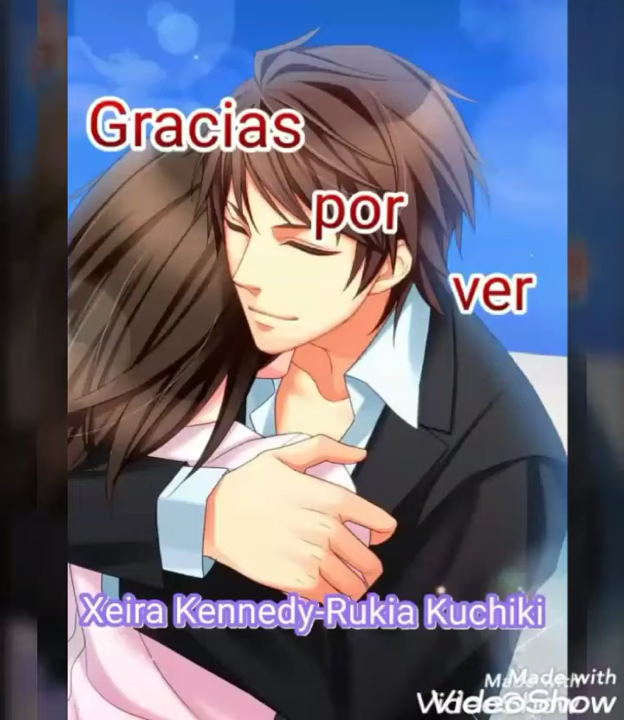 Gracias
por
ver
Xeira Kennedy-Rukia Kuchiki
Made with
VideoShow